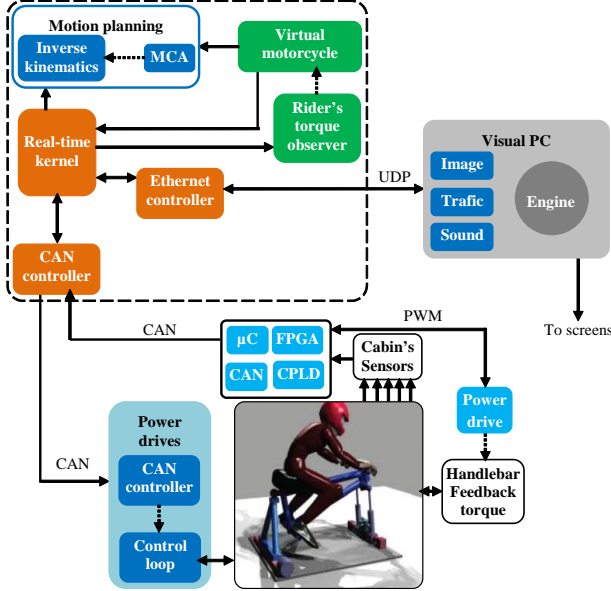 Motion planning
Inverse
kinematics
MCA
Virtual
motorcycle
Rider's
torque
observer
Real-time
kernel
Ethernet
controller
CAN
controller
UDP
Visual PC
Image
Trafic
Sound
Engine
To screens
CAN
PWM
µC
FPGA
CAN
CPLD
Cabin's
Sensors
Power
drive
Handlebar
Feedback
torque
Power
drives
CAN
controller
Control
loop
CAN